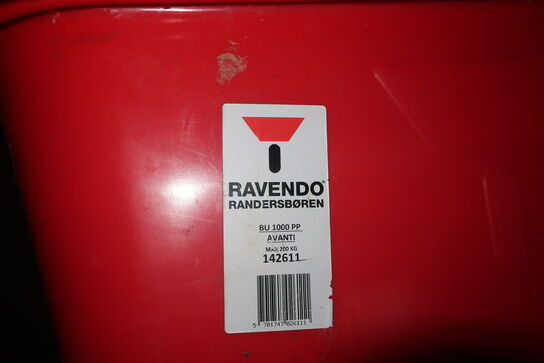 RAVENDO®
RANDERSBØREN
BU 1000 PP
AVANTI
Max 200 KG
142611
5 701747 026111